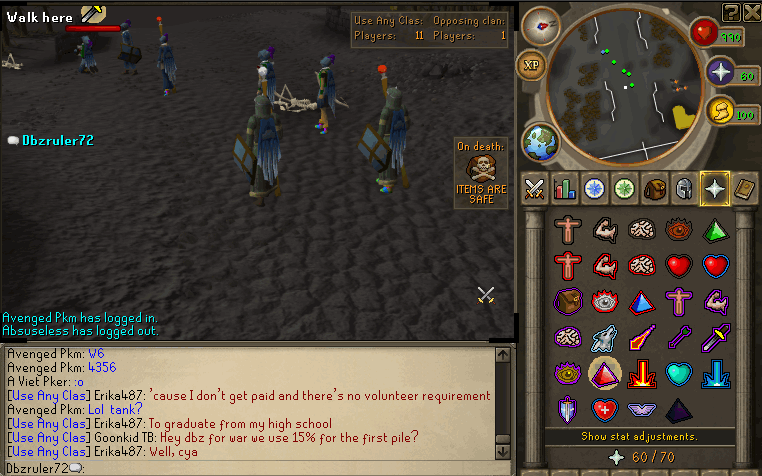 Walk here
Use Any Clas: Opposing clan:
Players: 11 Players: 1
990
XP
60
100
Dbzruler72
On death:
ITEMS ARE
SAFE
Avenged Pkm has logged in.
Absuseless has logged out.
Avenged Pkm: W6
Avenged Pkm: 4356
A Viet Pker: :o
[Use Any Clas] Erika487: 'cause I don't get paid and there's no volunteer requirement
Avenged Pkm: Lol tank?
[Use Any Clas] Erika487: To graduate from my high school
[Use Any Clas] Goonkid TB: Hey dbz for war we use 15% for the first pile?
[Use Any Clas] Erika487: Well, cya
Dbzruler72:
Show stat adjustments.
60 / 70